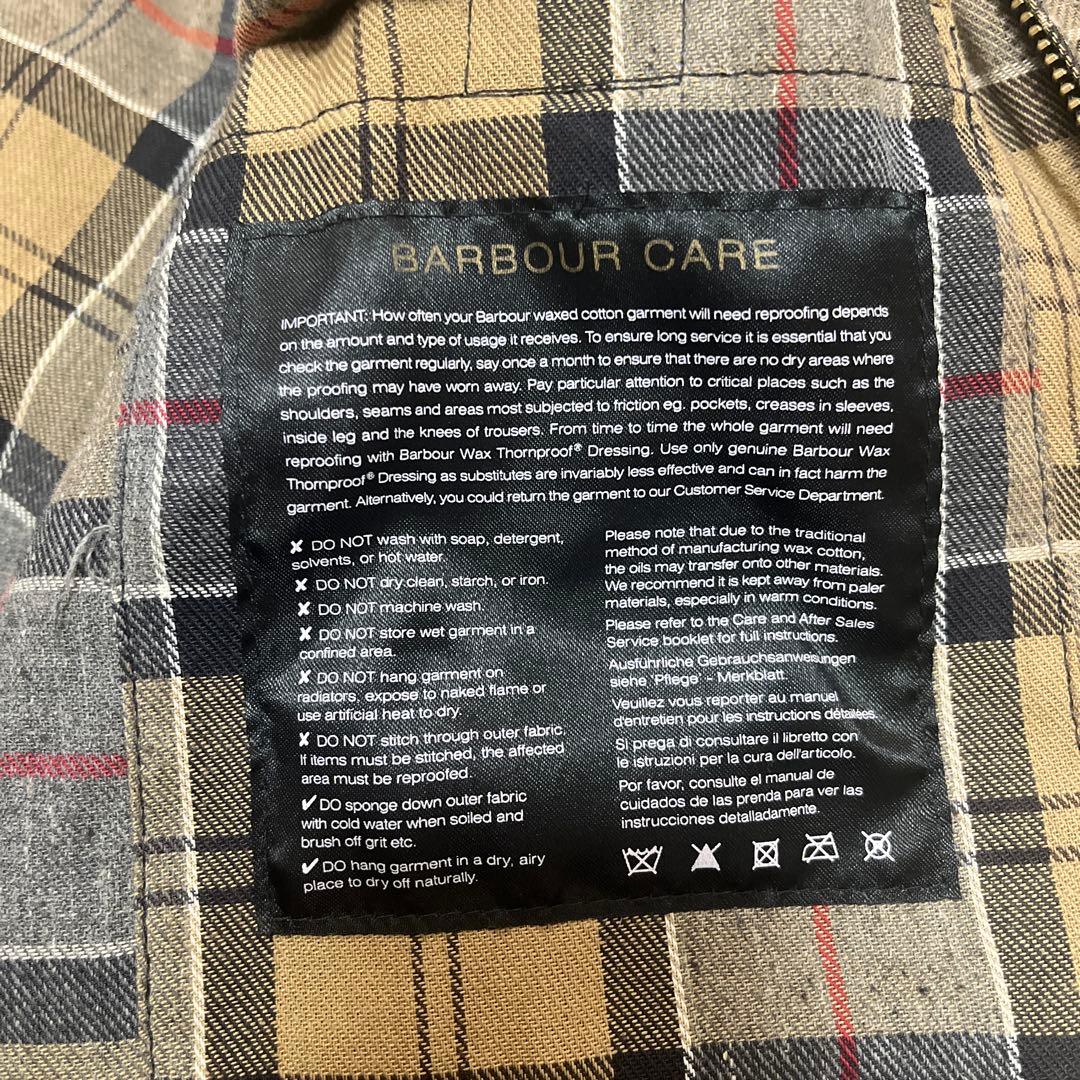 BARBOUR CARE
IMPORTANT: How often your Barbour waxed cotton garment will need reproofing depends
on the amount and type of usage it receives. To ensure long service it is essential that you
check the garment regularly, say once a month to ensure that there are no dry areas where
the proofing may have worn away. Pay particular attention to critical places such as the
shoulders, seams and areas most subjected to friction eg. pockets, creases in sleeves,
inside leg and the knees of trousers. From time to time the whole garment will need
reproofing with Barbour Wax Thornproof® Dressing. Use only genuine Barbour Wax
Thornproof® Dressing as substitutes are invariably less effective and can in fact harm the
garment. Alternatively, you could return the garment to our Customer Service Department.
✘ DO NOT wash with soap, detergent,
solvents, or hot water.
✘ DO NOT dry clean, starch, or iron.
✘ DO NOT machine wash.
✘ DO NOT store wet garment in a
confined area.
✘ DO NOT hang garment on
radiators, expose to naked flame or
use artificial heat to dry.
✘ DO NOT stitch through outer fabric.
If items must be stitched, the affected
area must be reproofed.
✔ DO sponge down outer fabric
with cold water when soiled and
brush off grit etc.
✔ DO hang garment in a dry, airy
place to dry off naturally.
Please note that due to the traditional
method of manufacturing wax cotton,
the oils may transfer onto other materials.
We recommend it is kept away from paler
materials, especially in warm conditions.
Please refer to the Care and After Sales
Service booklet for full instructions.
Ausführliche Gebrauchsanweisungen
siehe 'Pflege' - Merkblatt.
Veuillez vous reporter au manuel
d'entretien pour les instructions détaillées.
Si prega di consultare il libretto con
le istruzioni per la cura dell'articolo.
Por favor, consulte el manual de
cuidados de las prenda para ver las
instrucciones detalladamente.